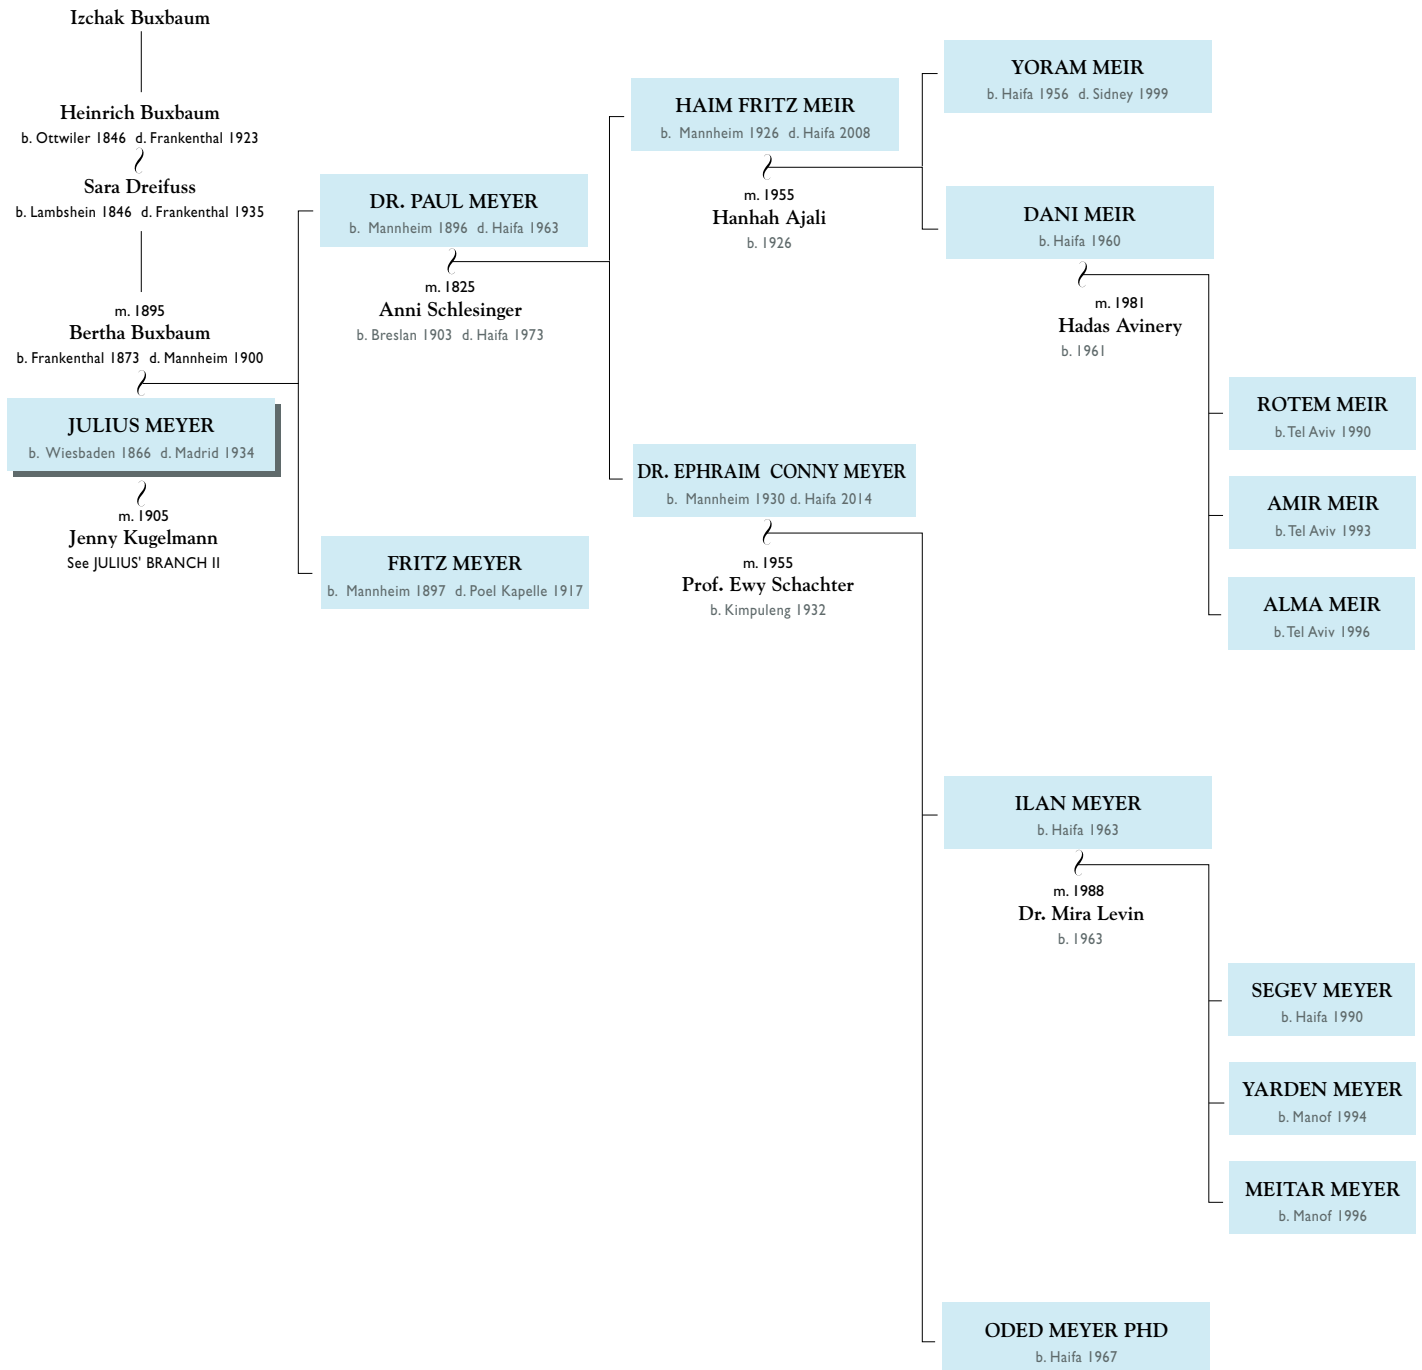 Izchak Buxbaum
Heinrich Buxbaum
b. Ottwiler 1846 d. Frankenthal 1923
Sara Dreifuss
b. Lambshein 1846 d. Frankenthal 1935
m. 1895
Bertha Buxbaum
b. Frankenthal 1873 d. Mannheim 1900
JULIUS MEYER
b. Wiesbaden 1866 d. Madrid 1934
m. 1905
Jenny Kugelmann
See JULIUS' BRANCH II
DR. PAUL MEYER
b. Mannheim 1896 d. Haifa 1963
m. 1825
Anni Schlesinger
b. Breslan 1903 d. Haifa 1973
FRITZ MEYER
b. Mannheim 1897 d. Poel Kapelle 1917
HAIM FRITZ MEIR
b. Mannheim 1926 d. Haifa 2008
m. 1955
Hanhah Ajali
b. 1926
DR. EPHRAIM CONNY MEYER
b. Mannheim 1930 d. Haifa 2014
m. 1955
Prof. Ewy Schachter
b. Kimpuleng 1932
YORAM MEIR
b. Haifa 1956 d. Sidney 1999
DANI MEIR
b. Haifa 1960
m. 1981
Hadas Avinery
b. 1961
ROTEM MEIR
b. Tel Aviv 1990
AMIR MEIR
b. Tel Aviv 1993
ALMA MEIR
b. Tel Aviv 1996
ILAN MEYER
b. Haifa 1963
m. 1988
Dr. Mira Levin
b. 1963
SEGEV MEYER
b. Haifa 1990
YARDEN MEYER
b. Manof 1994
MEITAR MEYER
b. Manof 1996
ODED MEYER PHD
b. Haifa 1967